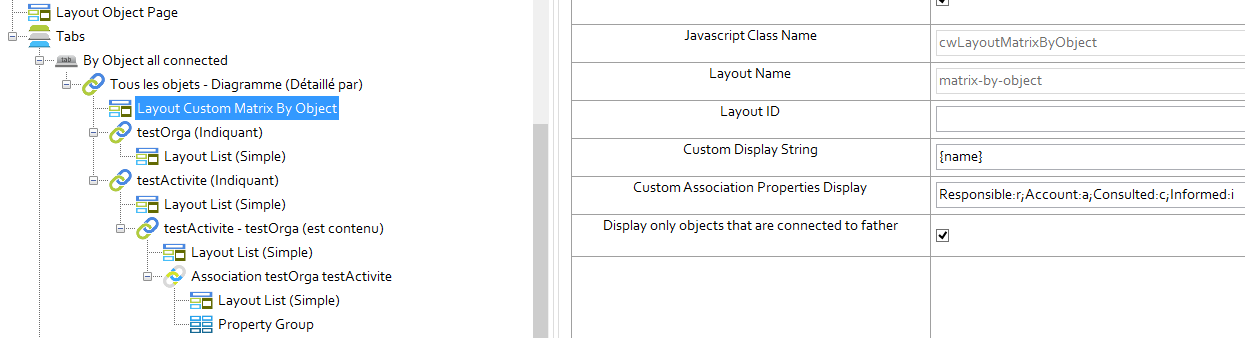 Layout Object Page
Tabs
tab
By Object all connected
Tous les objets - Diagramme (Détaillé par)
Layout Custom Matrix By Object
testOrga (Indiquant)
Layout List (Simple)
testActivite (Indiquant)
Layout List (Simple)
testActivite - testOrga (est contenu)
Layout List (Simple)
Association testOrga testActivite
Layout List (Simple)
Property Group
Javascript Class Name
cwLayoutMatrixByObject
Layout Name
matrix-by-object
Layout ID
Custom Display String
{name}
Custom Association Properties Display
Responsible:r;Account:a;Consulted:c;Informed:i
Display only objects that are connected to father